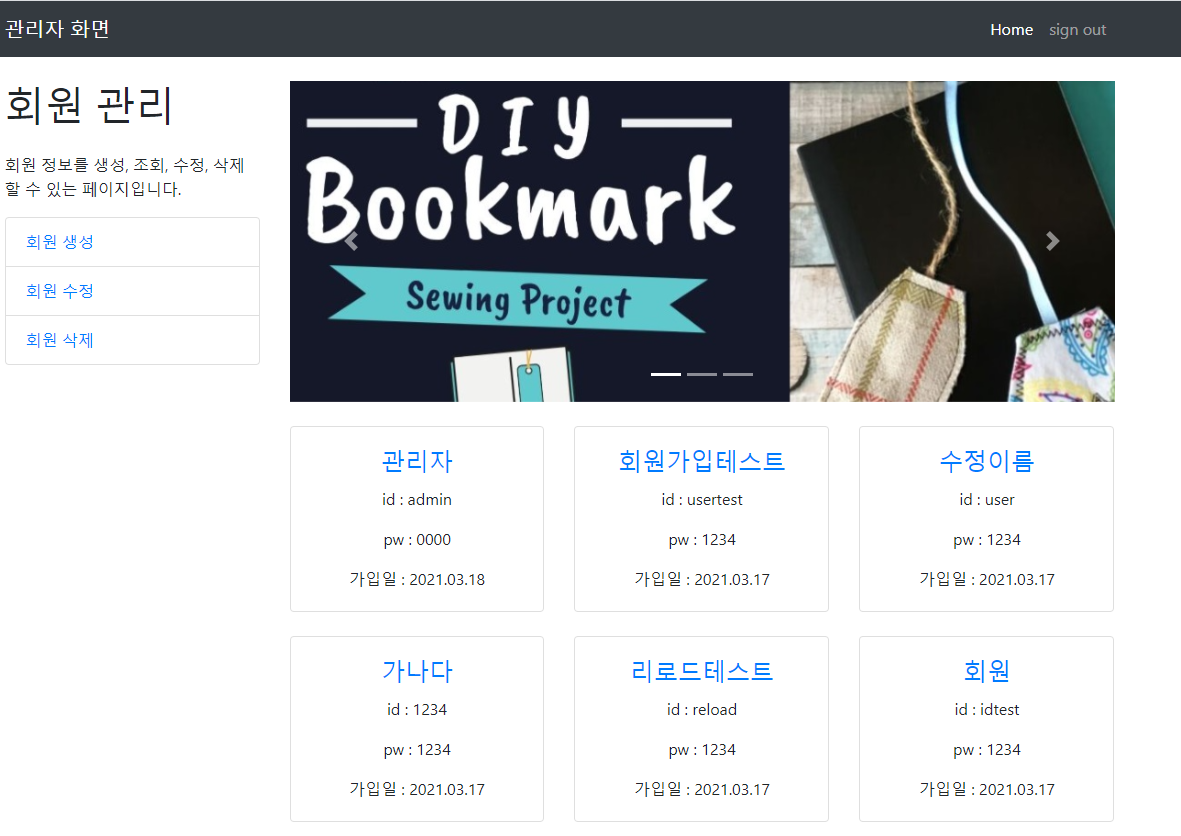 관리자 화면
Home
sign out
회원 관리
회원 정보를 생성, 조회, 수정, 삭제
할 수 있는 페이지입니다.
회원 생성
회원 수정
회원 삭제
DIY
Bookmark
Sewing Project
관리자
id : admin
pw : 0000
가입일 : 2021.03.18
회원가입테스트
id : usertest
pw : 1234
가입일 : 2021.03.17
수정이름
id : user
pw : 1234
가입일 : 2021.03.17
가나다
id : 1234
pw : 1234
가입일 : 2021.03.17
리로드테스트
id : reload
pw : 1234
가입일 : 2021.03.17
회원
id : idtest
pw : 1234
가입일 : 2021.03.17